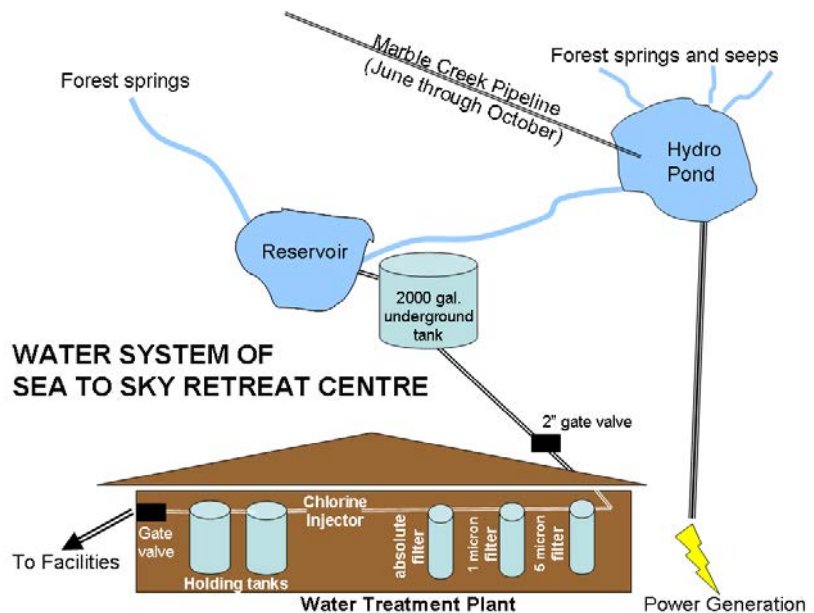 Forest springs
Marble Creek Pipeline
(June through October)
Forest springs and seeps
Hydro
Pond
Reservoir
2000 gal.
underground
tank
WATER SYSTEM OF
SEA TO SKY RETREAT CENTRE
2" gate valve
Chlorine
Injector
Gate
valve
Holding tanks
absolute
filter
1 micron
filter
5 micron
filter
To Facilities
Water Treatment Plant
Power Generation